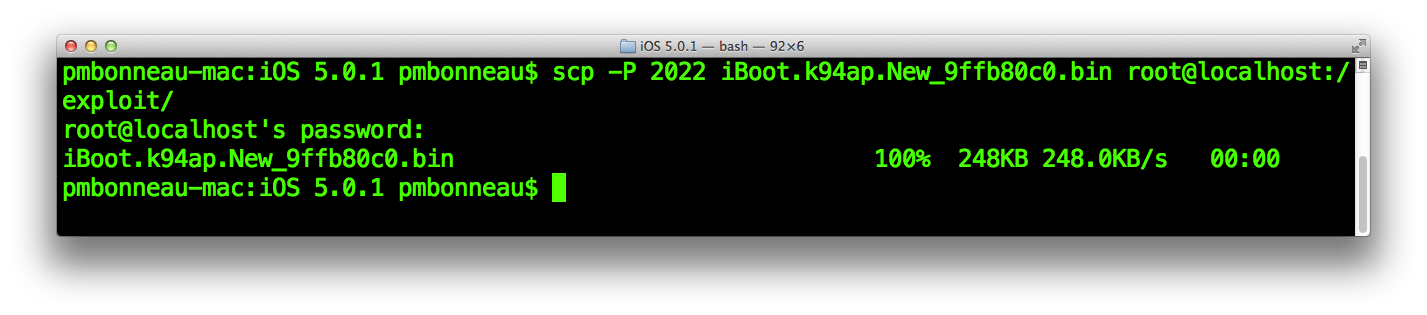 iOS 5.0.1 — bash — 92×6
pmbonneau-mac:iOS 5.0.1 pmbonneau$ scp -P 2022 iBoot.k94ap.New_9ffb80c0.bin root@localhost:/
exploit/
root@localhost's password:
iBoot.k94ap.New_9ffb80c0.bin 100% 248KB 248.0KB/s 00:00
pmbonneau-mac:iOS 5.0.1 pmbonneau$